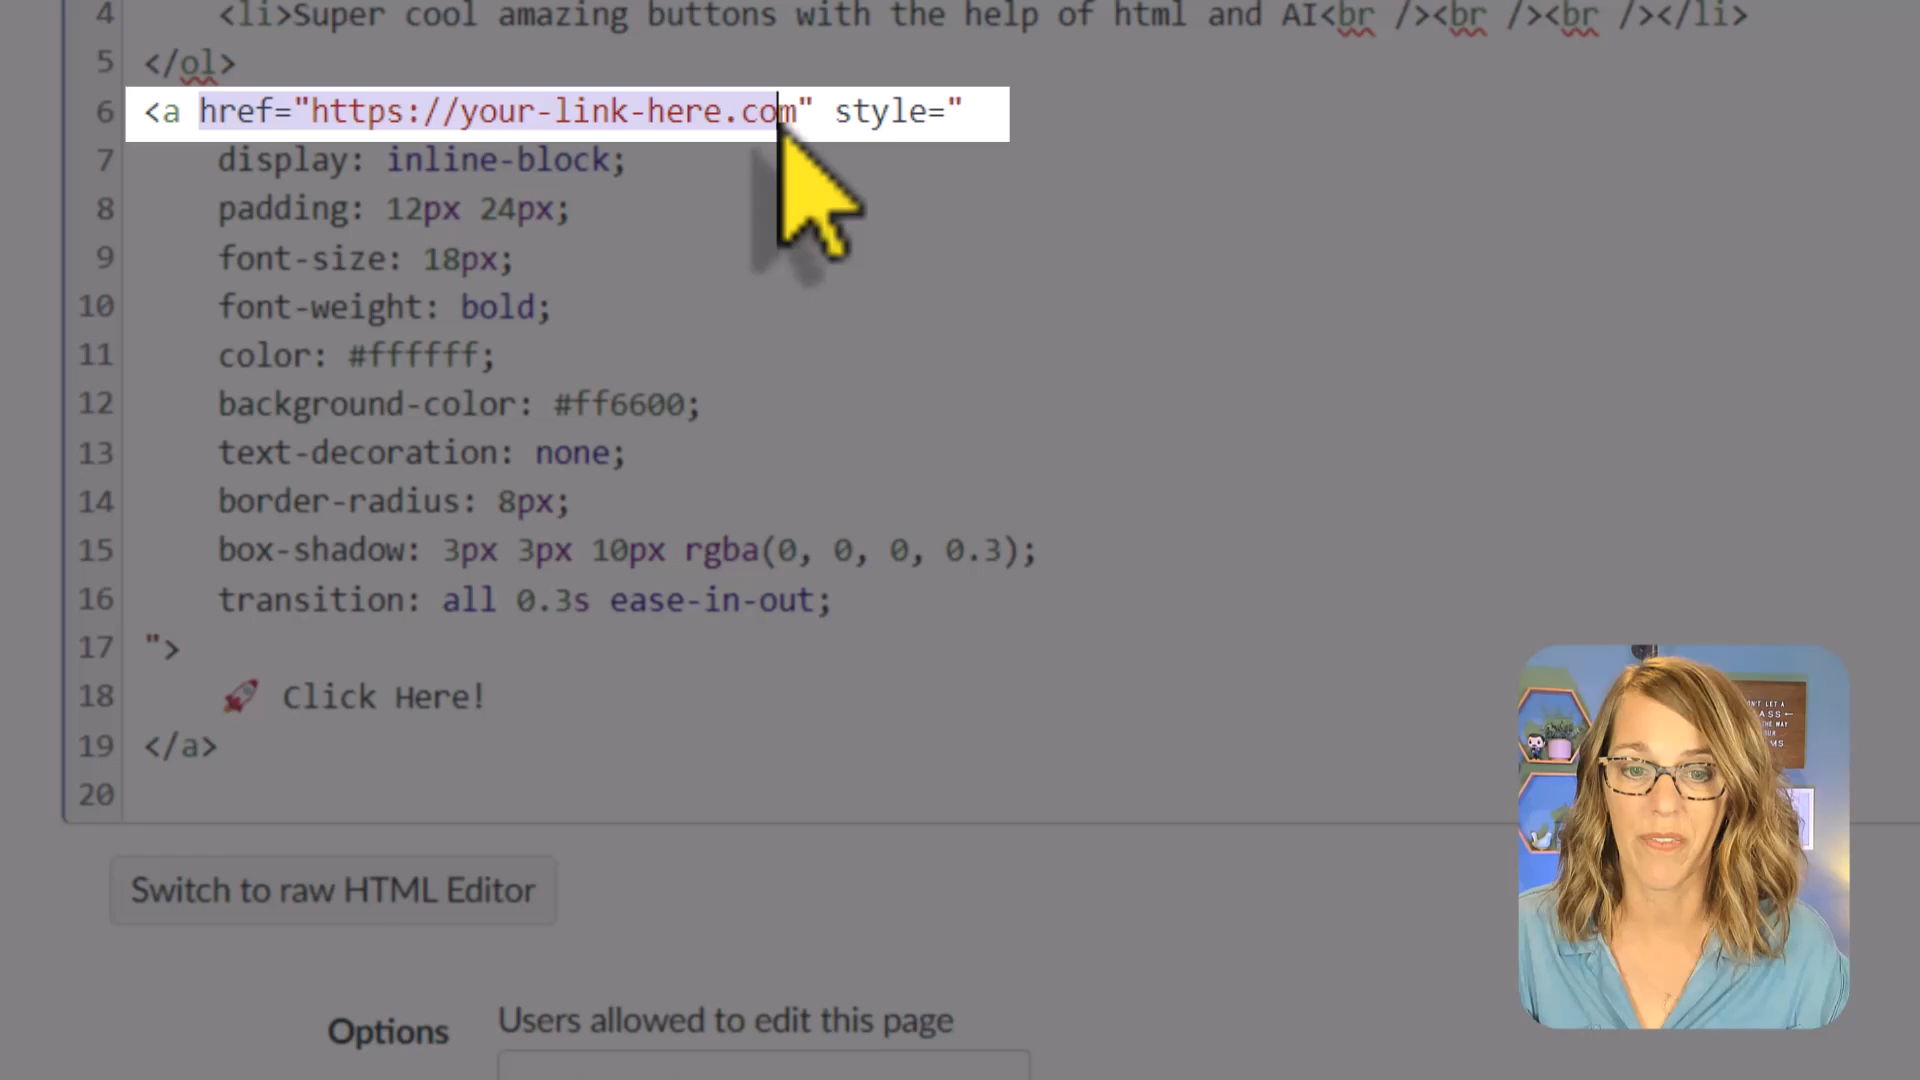 4 <li>Super cool amazing buttons with the help of html and AI<br /><br /><br /></li>
5 </ol>
6 <a href="https://your-link-here.com" style="
7 display: inline-block;
8 padding: 12px 24px;
9 font-size: 18px;
10 font-weight: bold;
11 color: #ffffff;
12 background-color: #ff6600;
13 text-decoration: none;
14 border-radius: 8px;
15 box-shadow: 3px 3px 10px rgba(0, 0, 0, 0.3);
16 transition: all 0.3s ease-in-out;
17 ">
18 🚀 Click Here!
19 </a>
20
Switch to raw HTML Editor
Options
Users allowed to edit this page
LET A
THE WAY